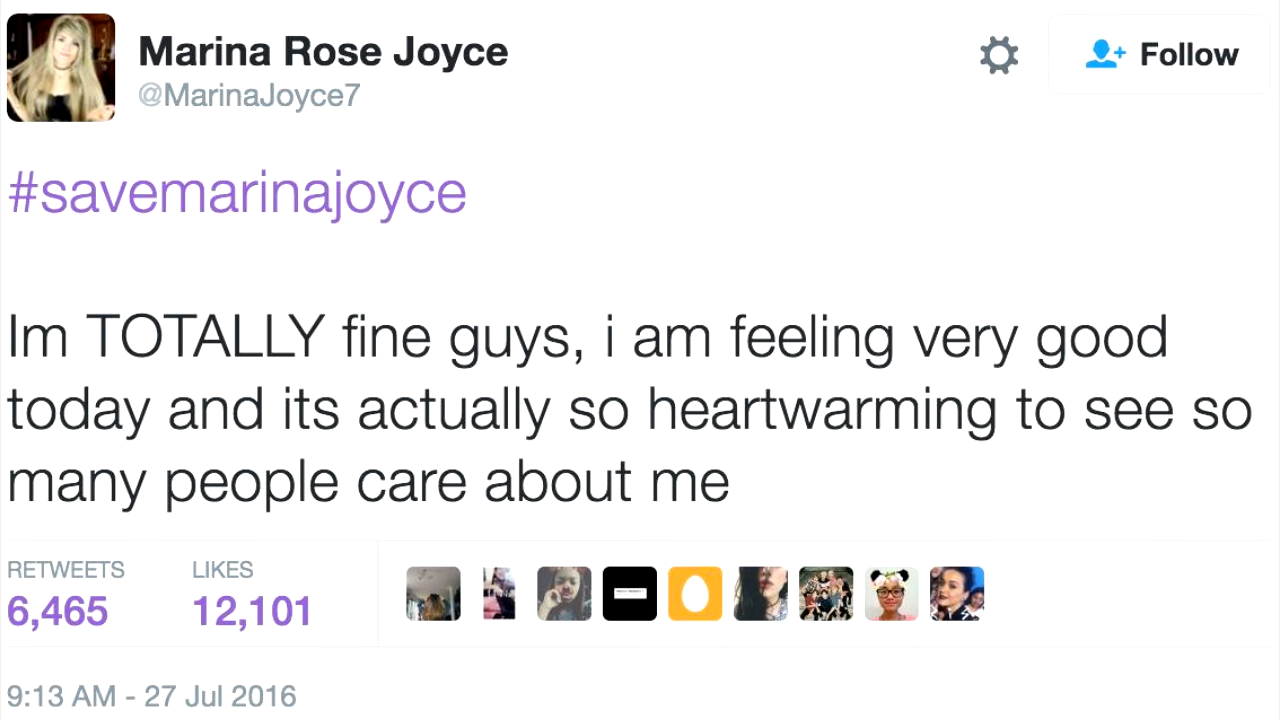 Marina Rose Joyce
Follow
@MarinaJoyce7
#savemarinajoyce
Im TOTALLY fine guys, i am feeling very good
today and its actually so heartwarming to see so
many people care about me
RETWEETS LIKES
6,465 12,101
9:13 AM - 27 Jul 2016